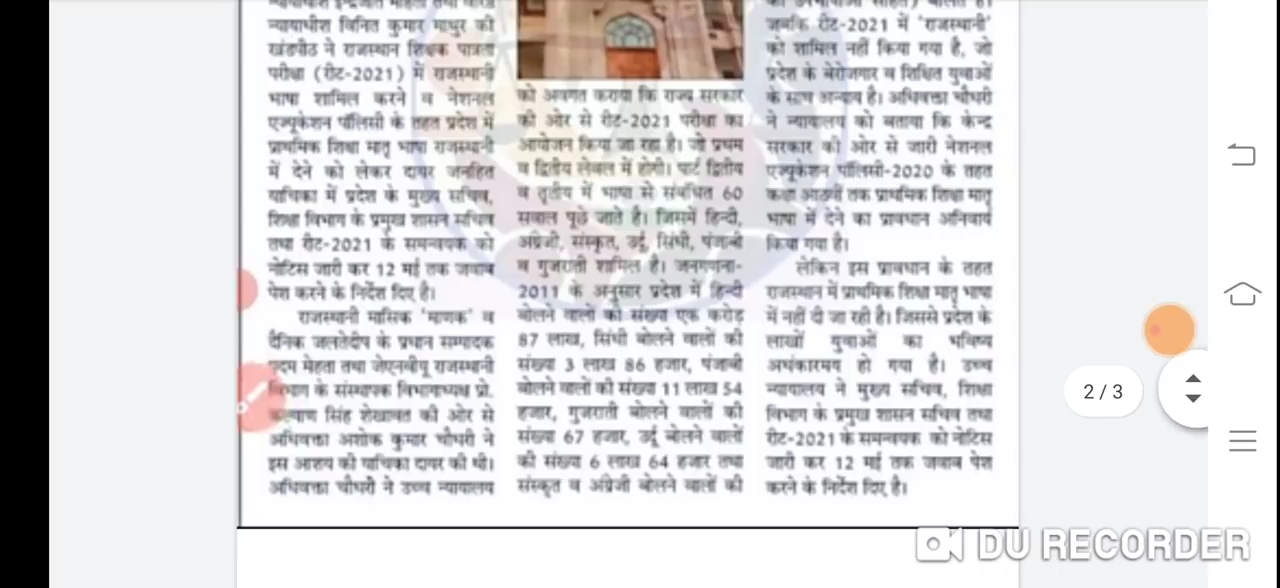 न्यायाधीश इन्द्रजीत महांती तथा
न्यायाधीश विनित कुमार माथुर की
खंडपीठ ने राजस्थान शिक्षक पात्रता
परीक्षा (रीट-2021) में राजस्थानी
भाषा शामिल करने व नेशनल
एज्यूकेशन पॉलिसी के तहत प्रदेश में
प्राथमिक शिक्षा मातृ भाषा राजस्थानी
में देने को लेकर दायर जनहित
याचिका में प्रदेश के मुख्य सचिव,
शिक्षा विभाग के प्रमुख शासन सचिव
तथा रीट-2021 के समन्वयक को
नोटिस जारी कर 12 मई तक जवाब
पेश करने के निर्देश दिए है।
राजस्थानी मासिक 'माणक' व
दैनिक जलतेदीप के प्रधान सम्पादक
पदम मेहता तथा जेएनवीयू राजस्थानी
विभाग के संस्थापक विभागाध्यक्ष प्रो.
कल्याण सिंह शेखावत की ओर से
अधिवक्ता अशोक कुमार चौधरी ने
इस आशय की याचिका दायर की थी।
अधिवक्ता चौधरी ने उच्च न्यायालय
को अवगत कराया कि राज्य सरकार
की ओर से रीट-2021 परीक्षा का
आयोजन किया जा रहा है। जो प्रथम
व द्वितीय लेवल में होगी। पार्ट द्वितीय
व तृतीय में भाषा से संबंधित 60
सवाल पूछे जाते है। जिसमें हिन्दी,
अंग्रेजी, संस्कृत, उर्दू, सिंधी, पंजाबी
व गुजराती शामिल है। जनगणना-
2011 के अनुसार प्रदेश में हिन्दी
बोलने वालों की संख्या एक करोड़
87 लाख, सिंधी बोलने वालों की
संख्या 3 लाख 86 हजार, पंजाबी
बोलने वालों की संख्या 11 लाख 54
हजार, गुजराती बोलने वालों की
संख्या 67 हजार, उर्दू बोलने वालों
की संख्या 6 लाख 64 हजार तथा
संस्कृत व अंग्रेजी बोलने वालों की
जबकि रीट-2021 में 'राजस्थानी'
को शामिल नहीं किया गया है, जो
प्रदेश के बेरोजगार व शिक्षित युवाओं
के साथ अन्याय है। अधिवक्ता चौधरी
ने न्यायालय को बताया कि केन्द्र
सरकार की ओर से जारी नेशनल
एज्यूकेशन पॉलिसी-2020 के तहत
कक्षा आठवीं तक प्राथमिक शिक्षा मातृ
भाषा में देने का प्रावधान अनिवार्य
किया गया है।
लेकिन इस प्रावधान के तहत
राजस्थान में प्राथमिक शिक्षा मातृ भाषा
में नहीं दी जा रही है। जिससे प्रदेश के
लाखों युवाओं का भविष्य
अधंकारमय हो गया है। उच्च
न्यायालय ने मुख्य सचिव, शिक्षा
विभाग के प्रमुख शासन सचिव तथा
रीट-2021 के समन्वयक को नोटिस
जारी कर 12 मई तक जवाब पेश
करने के निर्देश दिए है।
2 / 3
DU RECORDER